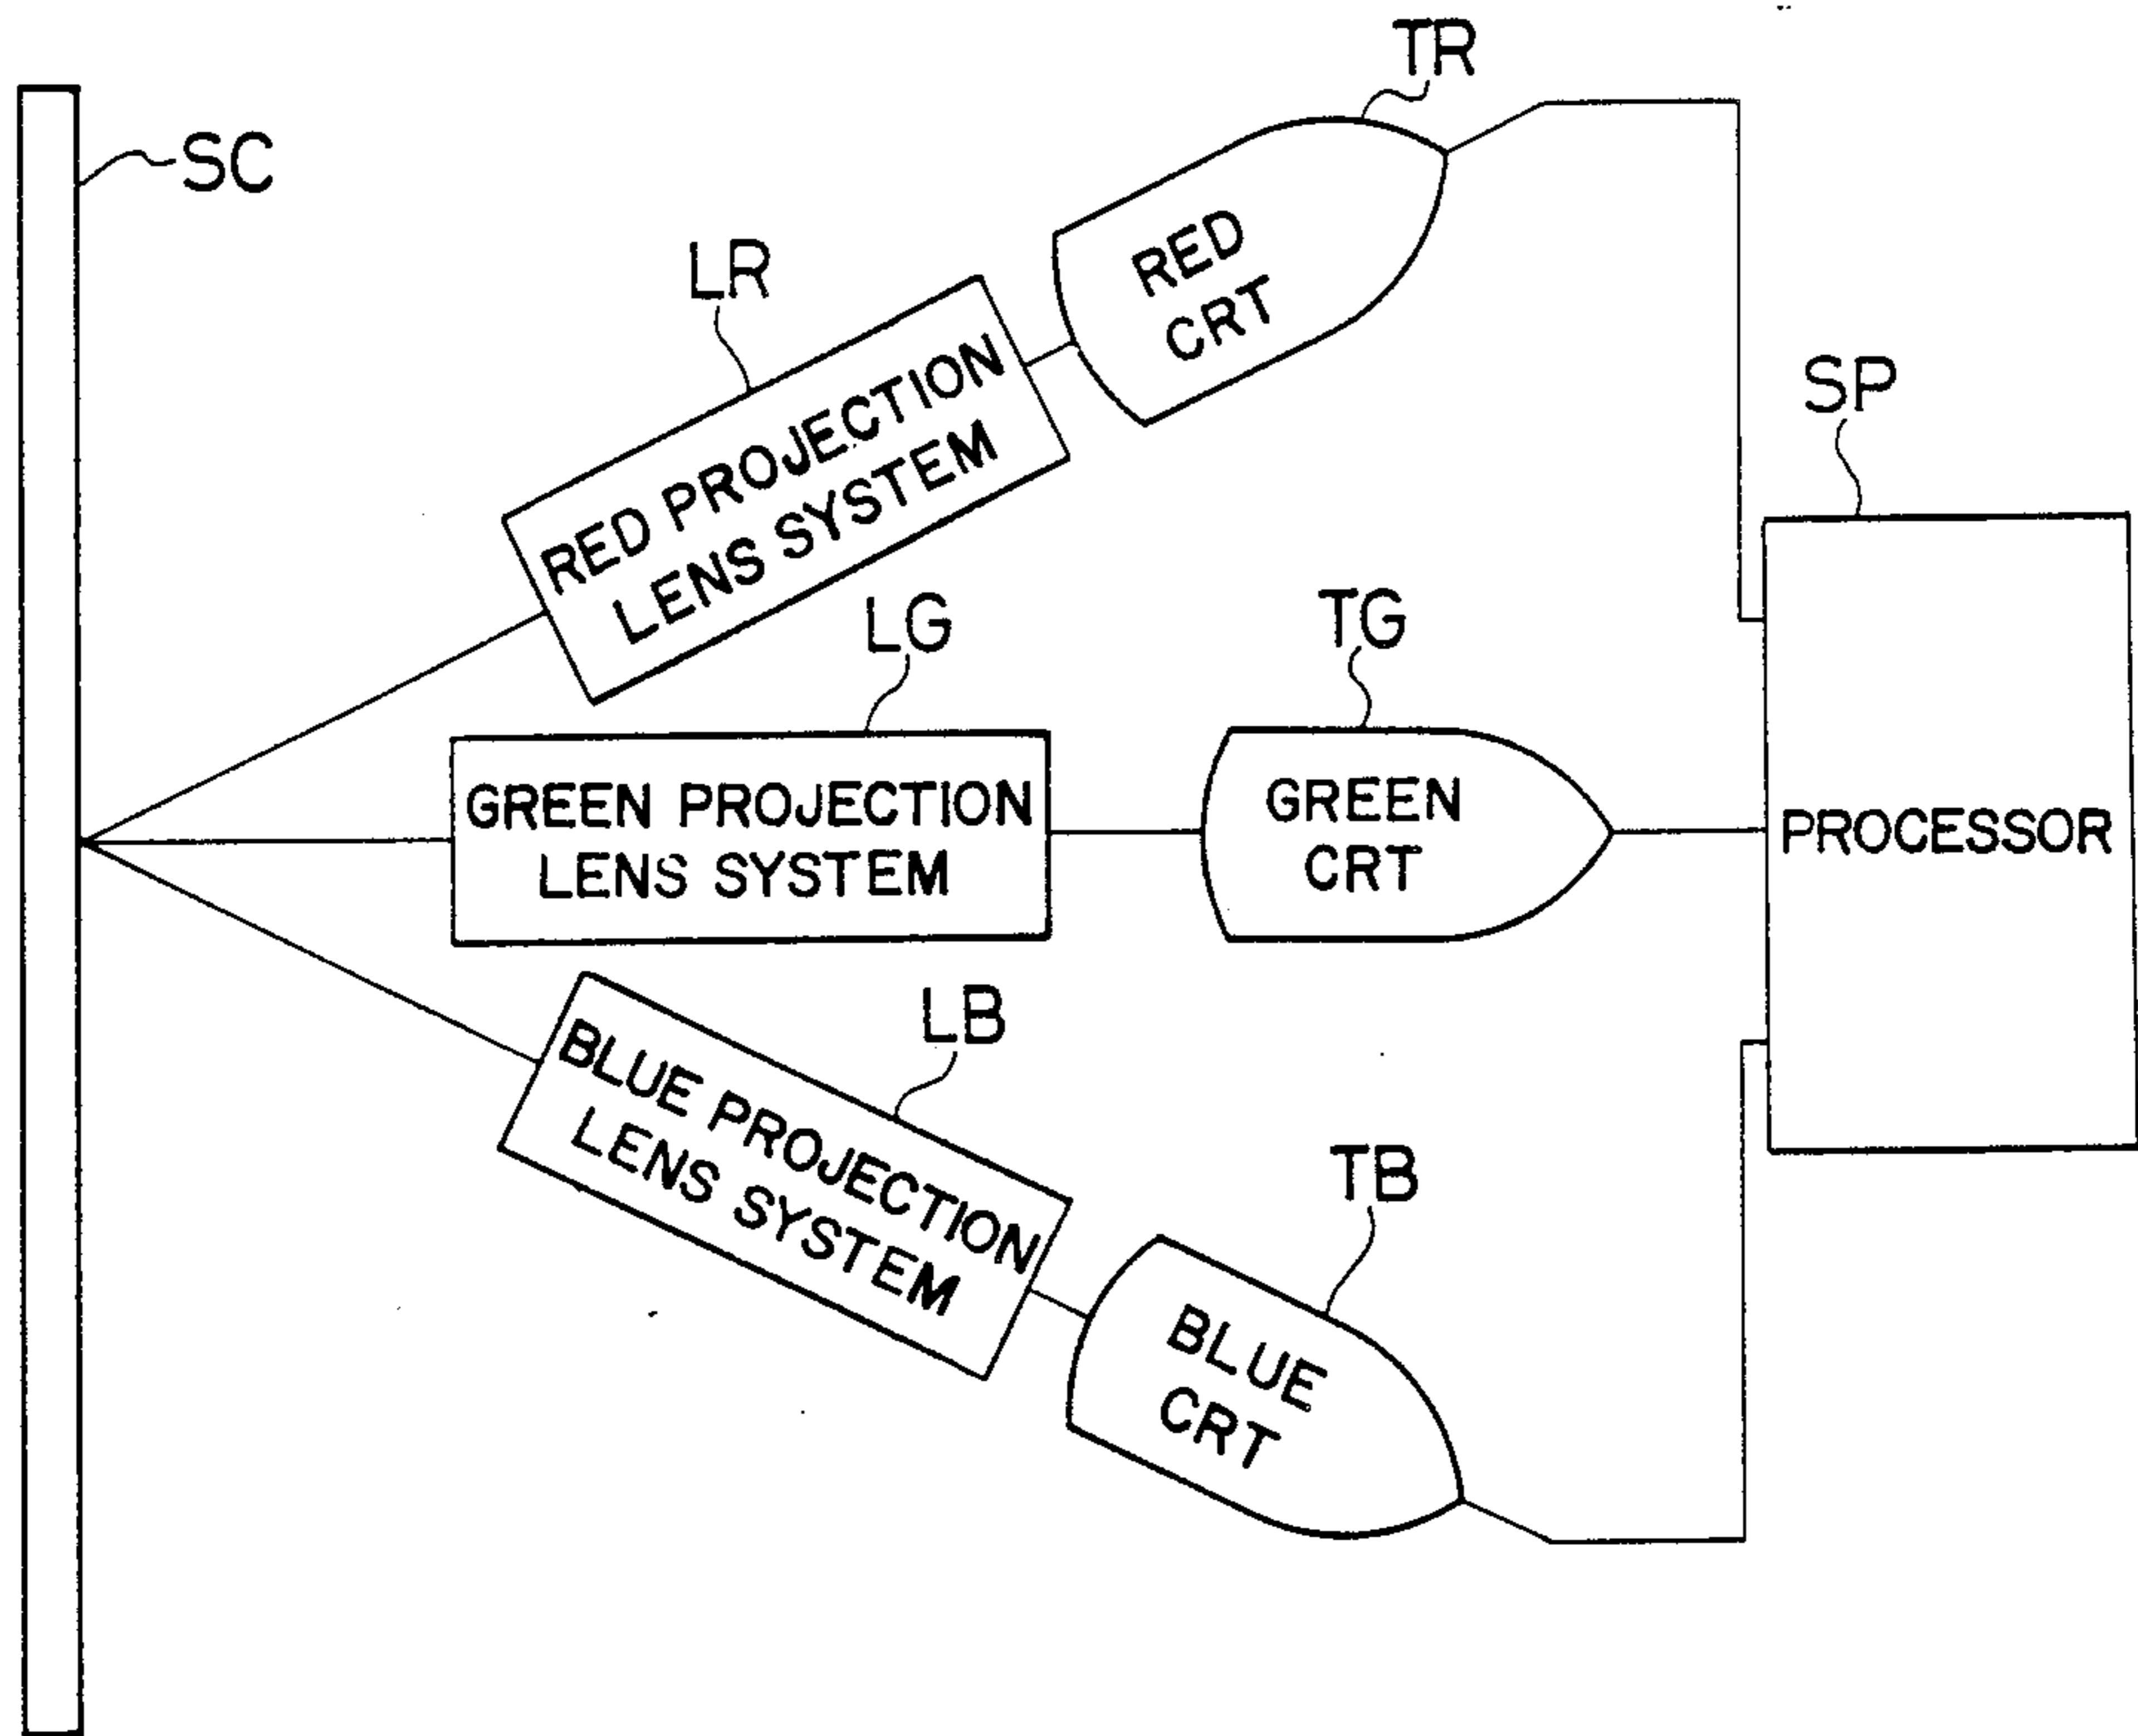 TR
SC
LR
RED
CRT
SP
RED PROJECTION
LENS SYSTEM
LG
TG
GREEN PROJECTION
LENS SYSTEM
GREEN
CRT
PROCESSOR
LB
BLUE PROJECTION
LENS SYSTEM
TB
BLUE
CRT